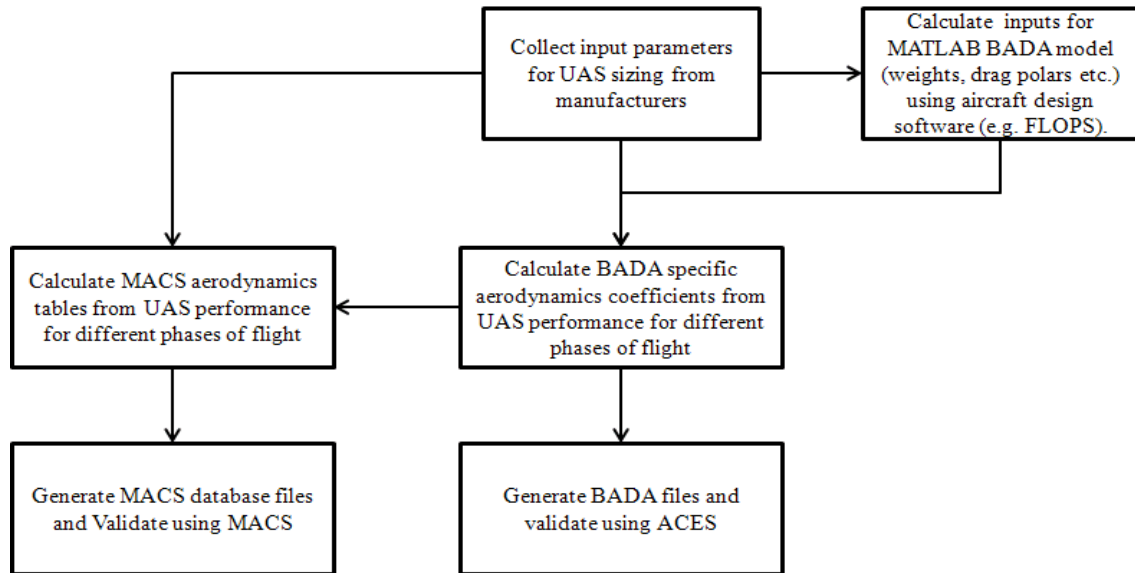 Collect input parameters
for UAS sizing from
manufacturers
Calculate inputs for
MATLAB BADA model
(weights, drag polars etc.)
using aircraft design
software (e.g. FLOPS).
Calculate MACS aerodynamics
tables from UAS performance
for different phases of flight
Calculate BADA specific
aerodynamics coefficients from
UAS performance for different
phases of flight
Generate MACS database files
and Validate using MACS
Generate BADA files and
validate using ACES